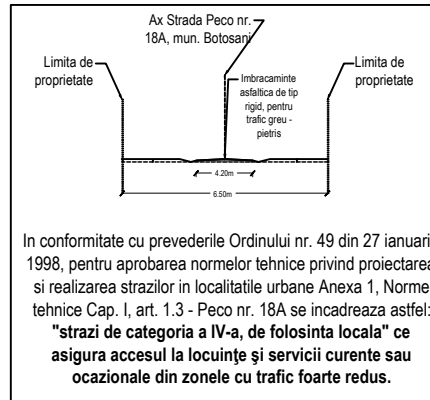 Ax Strada Peco nr.
18A, mun. Botosani
Limita de
proprietate
Limita de
proprietate
Imbracaminte
asfaltica de tip
rigid, pentru
trafic greu -
pietris
4.20m
6.50m
In conformitate cu prevederile Ordinului nr. 49 din 27 ianuari
1998, pentru aprobarea normelor tehnice privind proiectarea
si realizarea strazilor in localitatile urbane Anexa 1, Norme
tehnice Cap. I, art. 1.3 - Peco nr. 18A se incadreaza astfel:
"strazi de categoria a IV-a, de folosinta locala" ce
asigura accesul la locuinţe şi servicii curente sau
ocazionale din zonele cu trafic foarte redus.